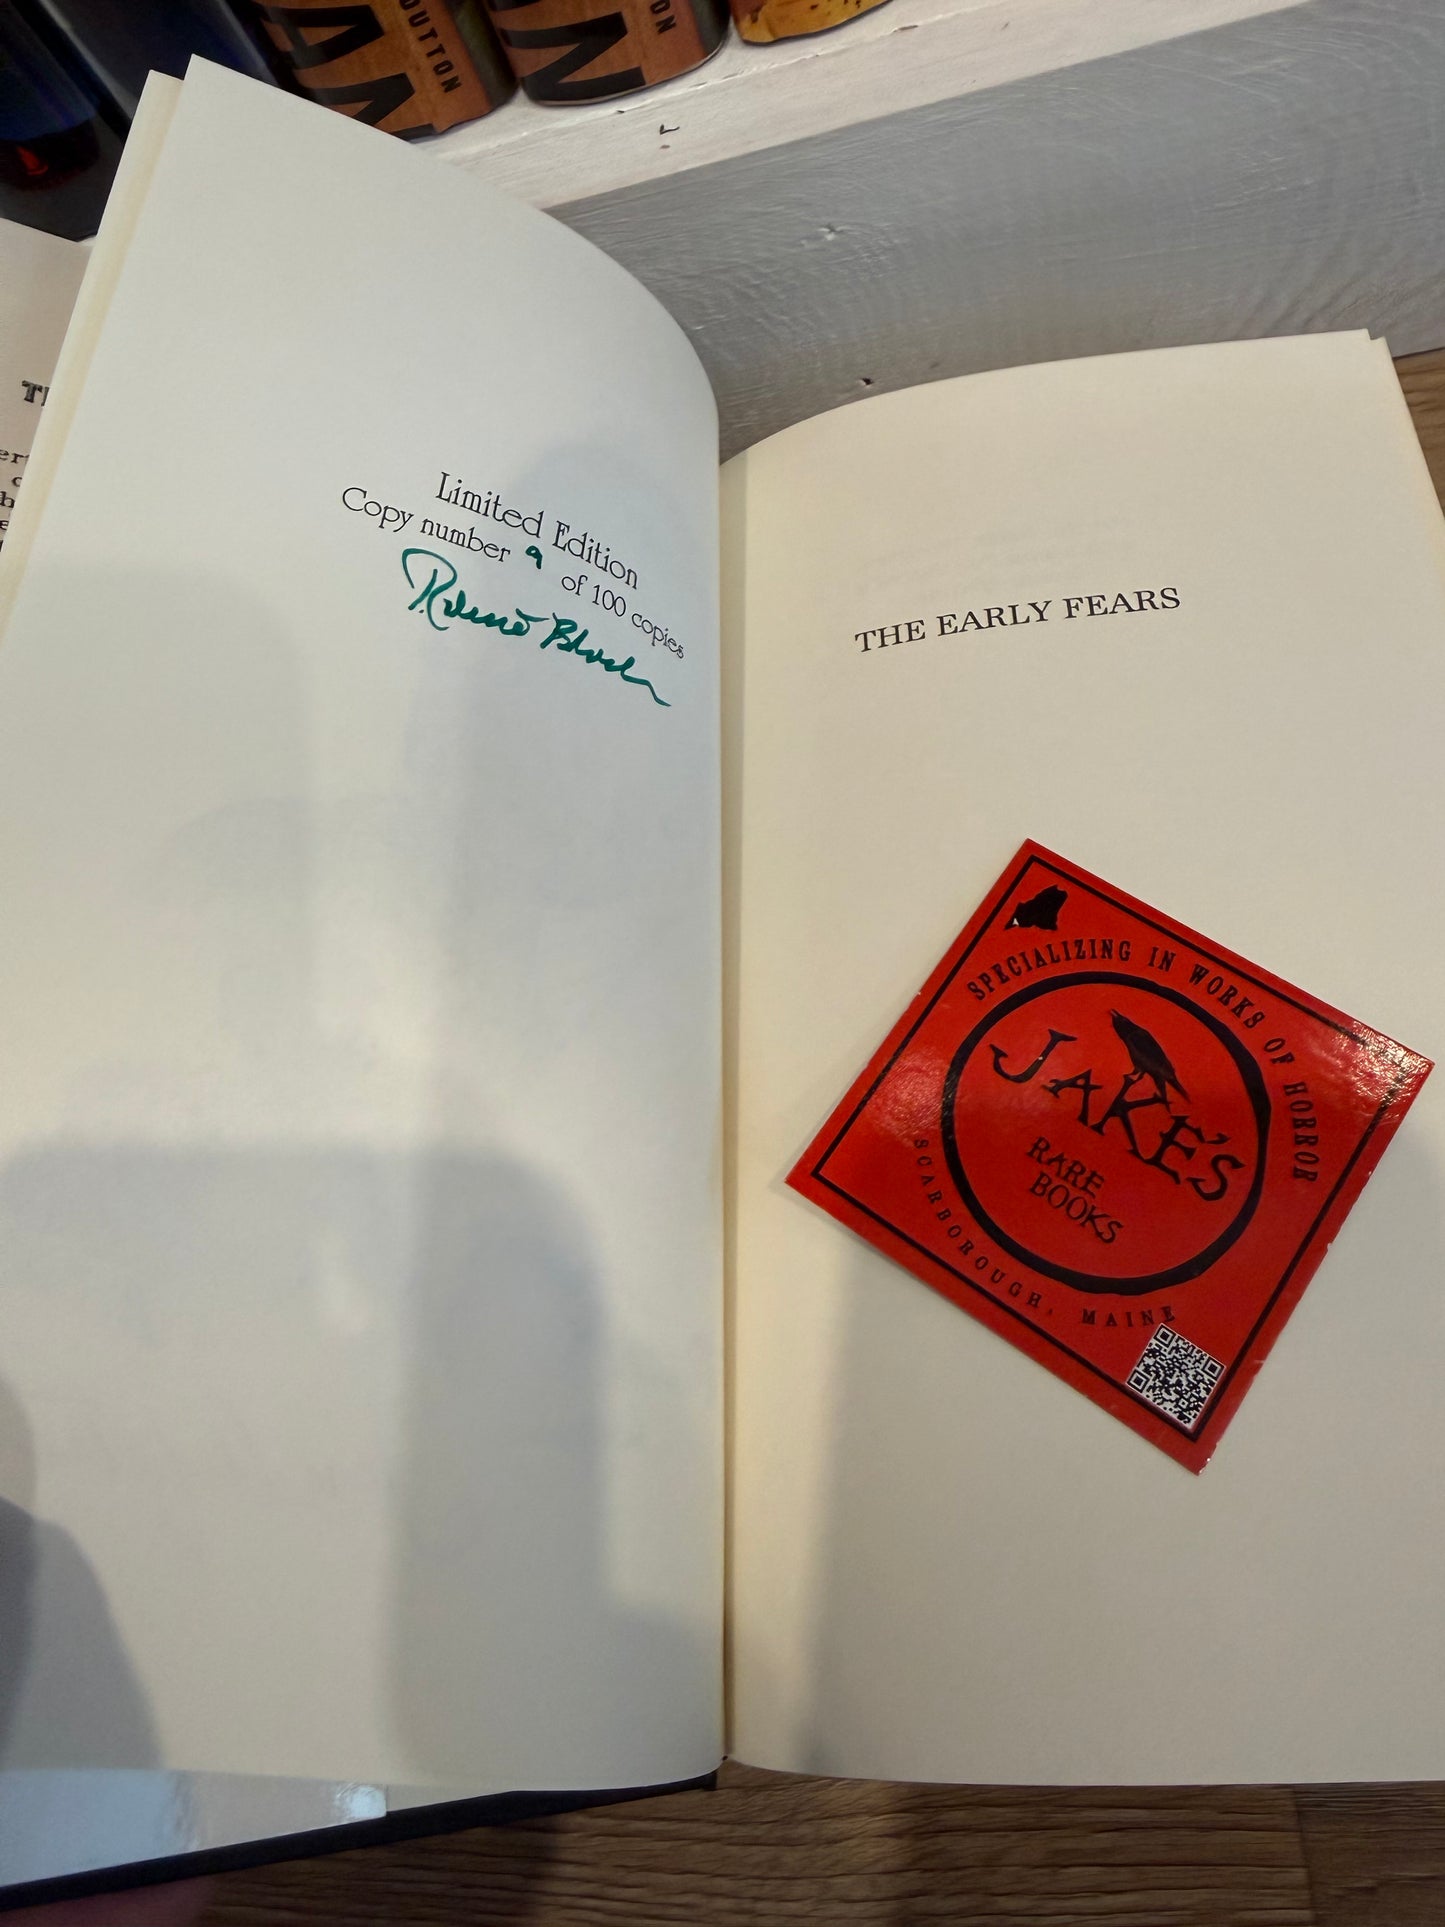 DUTTON
Limited Edition
Copy number 9 of 100 copies
THE EARLY FEARS
SPECIALIZING IN WORKS OF HORROR
JAKE'S
RARE
BOOKS
SCARBOROUGH, MAINE